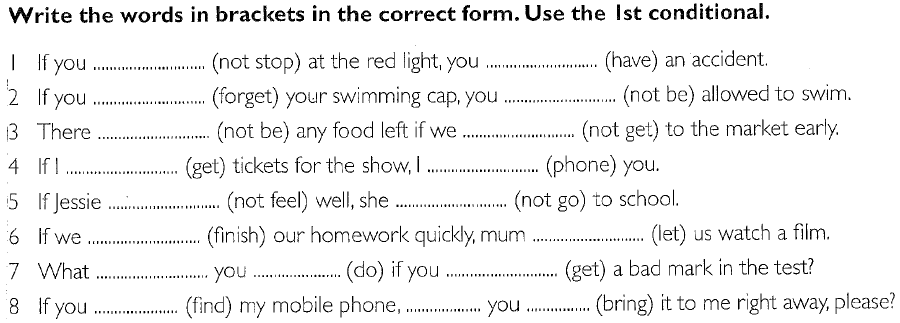 Write the words in brackets in the correct form. Use the 1st conditional.
1 If you .......................... (not stop) at the red light, you .......................... (have) an accident.
2 If you .......................... (forget) your swimming cap, you .......................... (not be) allowed to swim.
3 There .......................... (not be) any food left if we .......................... (not get) to the market early.
4 If I .......................... (get) tickets for the show, I .......................... (phone) you.
5 If Jessie .......................... (not feel) well, she .......................... (not go) to school.
6 If we .......................... (finish) our homework quickly, mum .......................... (let) us watch a film.
7 What .......................... you .................... (do) if you .......................... (get) a bad mark in the test?
8 If you .................... (find) my mobile phone, .................. you ............... (bring) it to me right away, please?